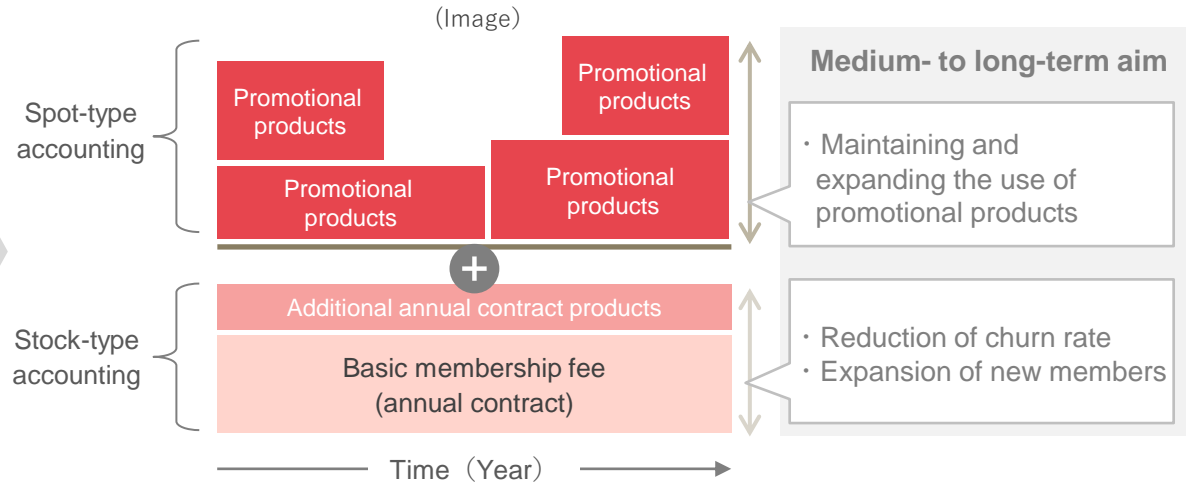 (Image)
Spot-type
accounting
Promotional
products
Promotional
products
Promotional
products
Promotional
products
+
Stock-type
accounting
Additional annual contract products
Basic membership fee
(annual contract)
Time（Year）
Medium- to long-term aim
・Maintaining and
expanding the use of
promotional products
・Reduction of churn rate
・Expansion of new members